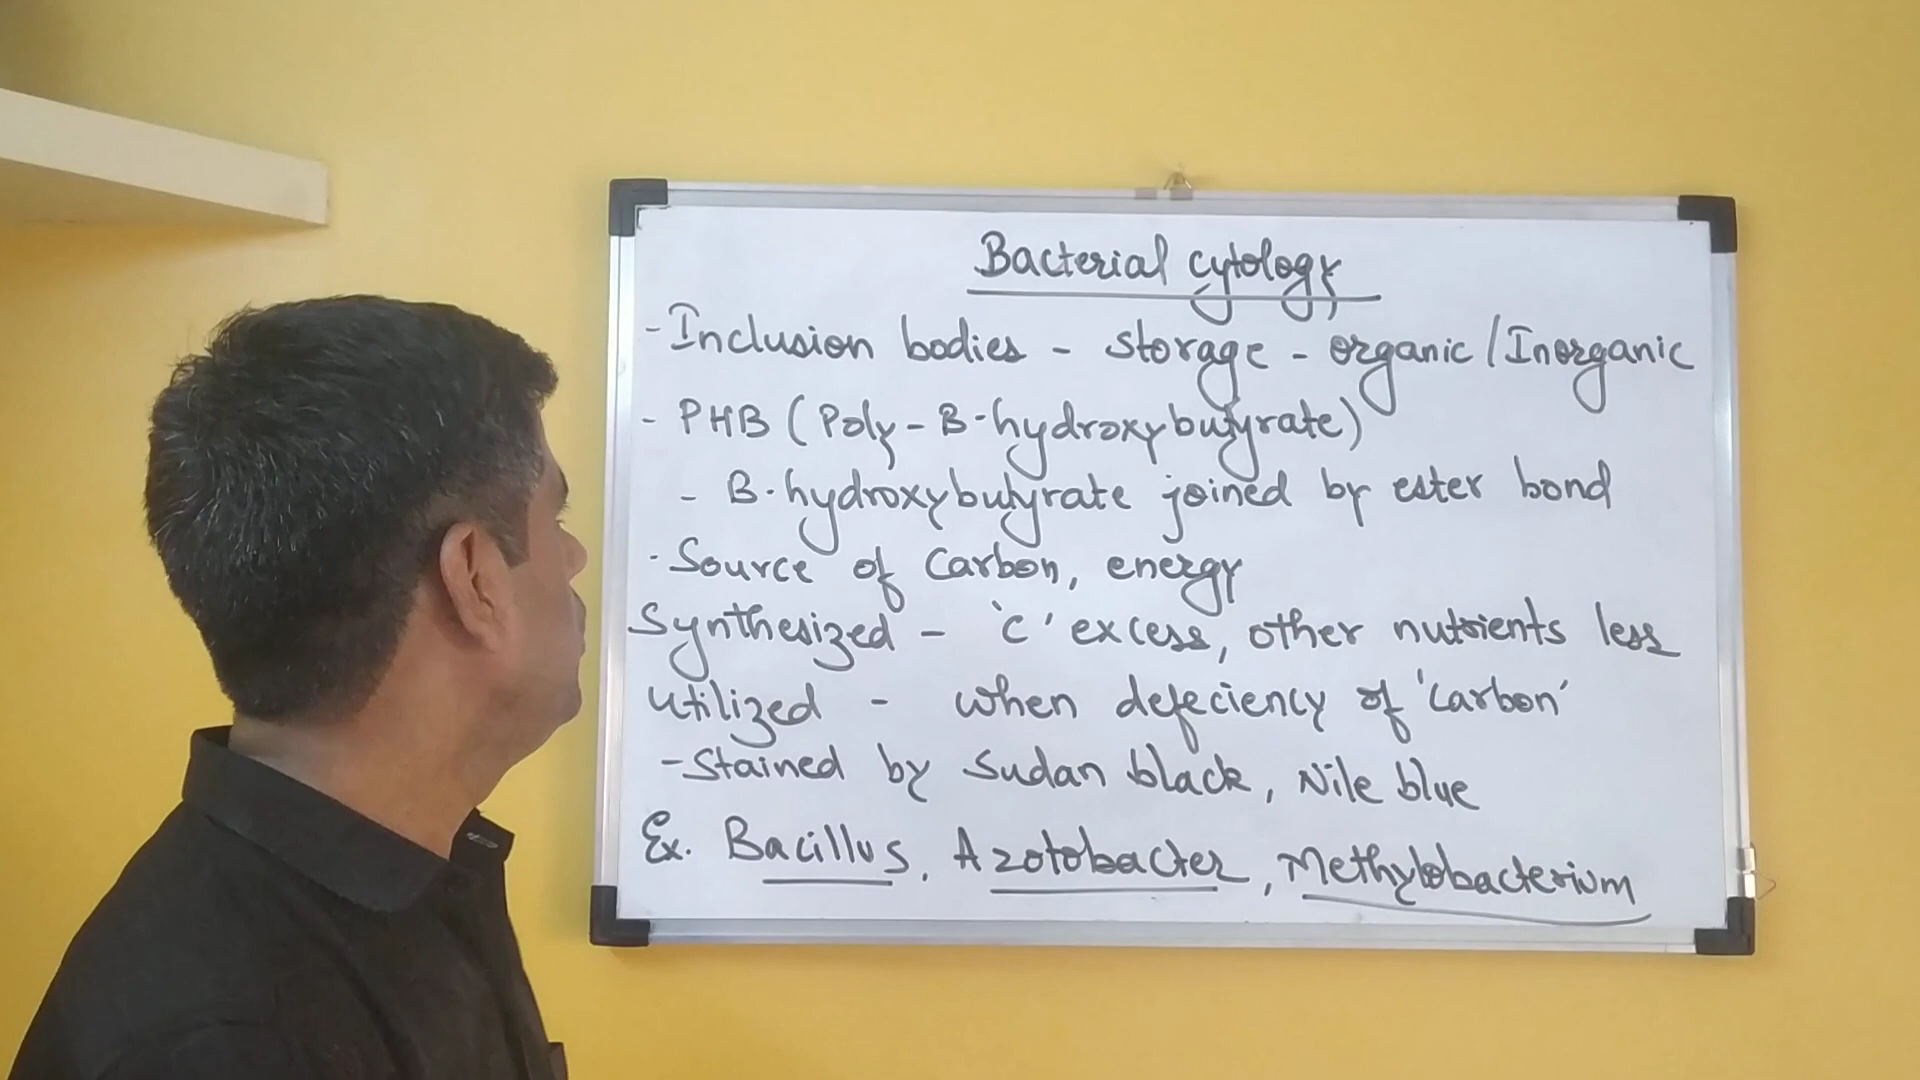 Bacterial cytology
- Inclusion bodies - storage - organic / Inorganic
- PHB (Poly-B-hydroxybutyrate)
- B-hydroxybutyrate joined by ester bond
- Source of Carbon, energy
Synthesized - 'C' excess, other nutrients less
Utilized - when defeciency of 'Carbon'
- Stained by Sudan black, Nile blue
Ex. Bacillus, Azotobacter, Methylobacterium